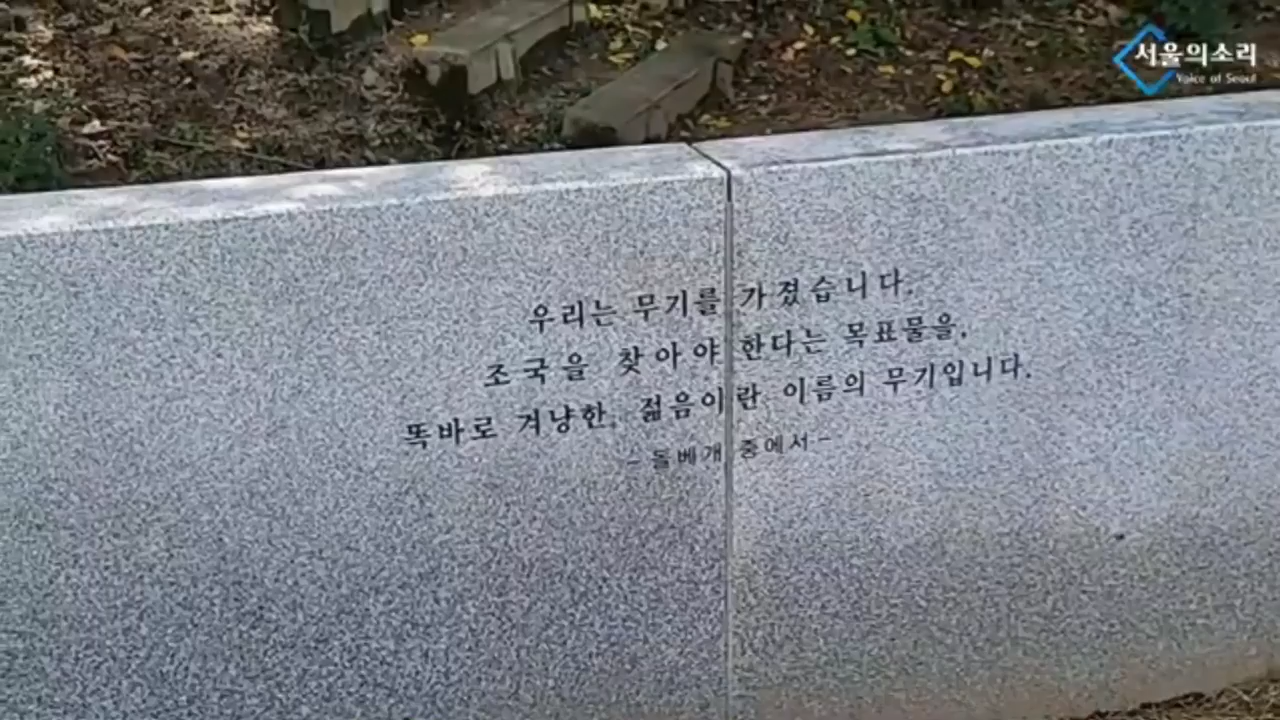 서울의소리
Voice of Seoul
우리는 무기를 가졌습니다.
조국을 찾아야 한다는 목표물을,
똑바로 겨냥한, 젊음이란 이름의 무기입니다.
- 돌베개 중에서 -